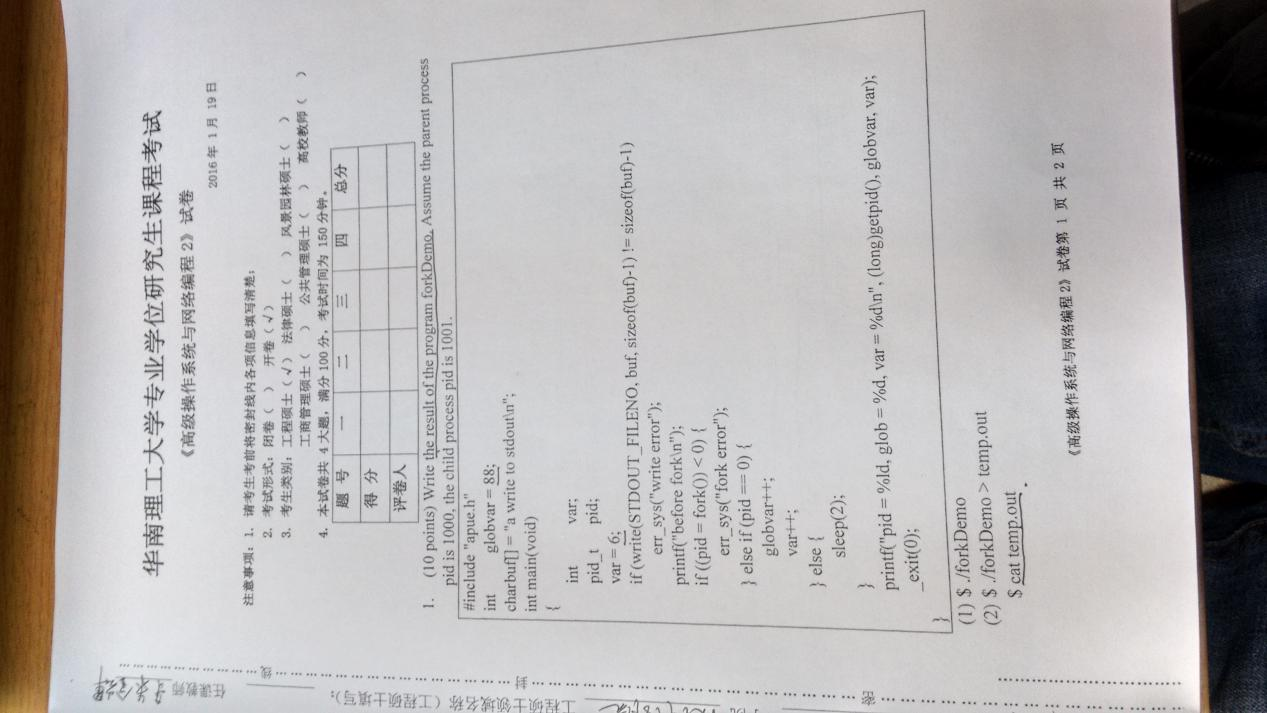 华南理工大学专业学位研究生课程考试
《高级操作系统与网络编程 2》试卷
2016 年 1 月 19 日
注意事项：1. 请考生考前将密封线内各项信息填写清楚；
2. 考试形式：闭卷（ ） 开卷（√）
3. 考生类别：工程硕士（√） 法律硕士（ ） 风景园林硕士（ ）
工商管理硕士（ ） 公共管理硕士（ ） 高校教师（ ）
4. 本试卷共 4 大题，满分 100 分，考试时间为 150 分钟。
题 号 一 二 三 四 总分
得 分
评卷人
1. (10 points) Write the result of the program forkDemo. Assume the parent process
pid is 1000, the child process pid is 1001.
#include "apue.h"
int globvar = 88;
charbuf[] = "a write to stdout\n";
int main(void)
{
int var;
pid_t pid;
var = 6;
if (write(STDOUT_FILENO, buf, sizeof(buf)-1) != sizeof(buf)-1)
err_sys("write error");
printf("before fork\n");
if ((pid = fork()) < 0) {
err_sys("fork error");
} else if (pid == 0) {
globvar++;
var++;
} else {
sleep(2);
}
printf("pid = %ld, glob = %d, var = %d\n", (long)getpid(), globvar, var);
_exit(0);
}
(1) $ ./forkDemo
(2) $ ./forkDemo > temp.out
$ cat temp.out
《高级操作系统与网络编程 2》试卷第 1 页 共 2 页
线
封
密
任课教师
工程硕士领域名称（工程硕士填写）：